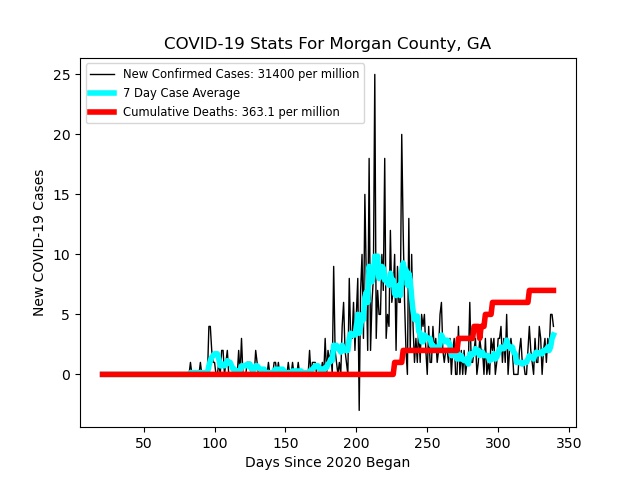 COVID-19 Stats For Morgan County, GA
New Confirmed Cases: 31400 per million
7 Day Case Average
Cumulative Deaths: 363.1 per million
New COVID-19 Cases
25
20
15
10
5
0
50
100
150
200
250
300
350
Days Since 2020 Began